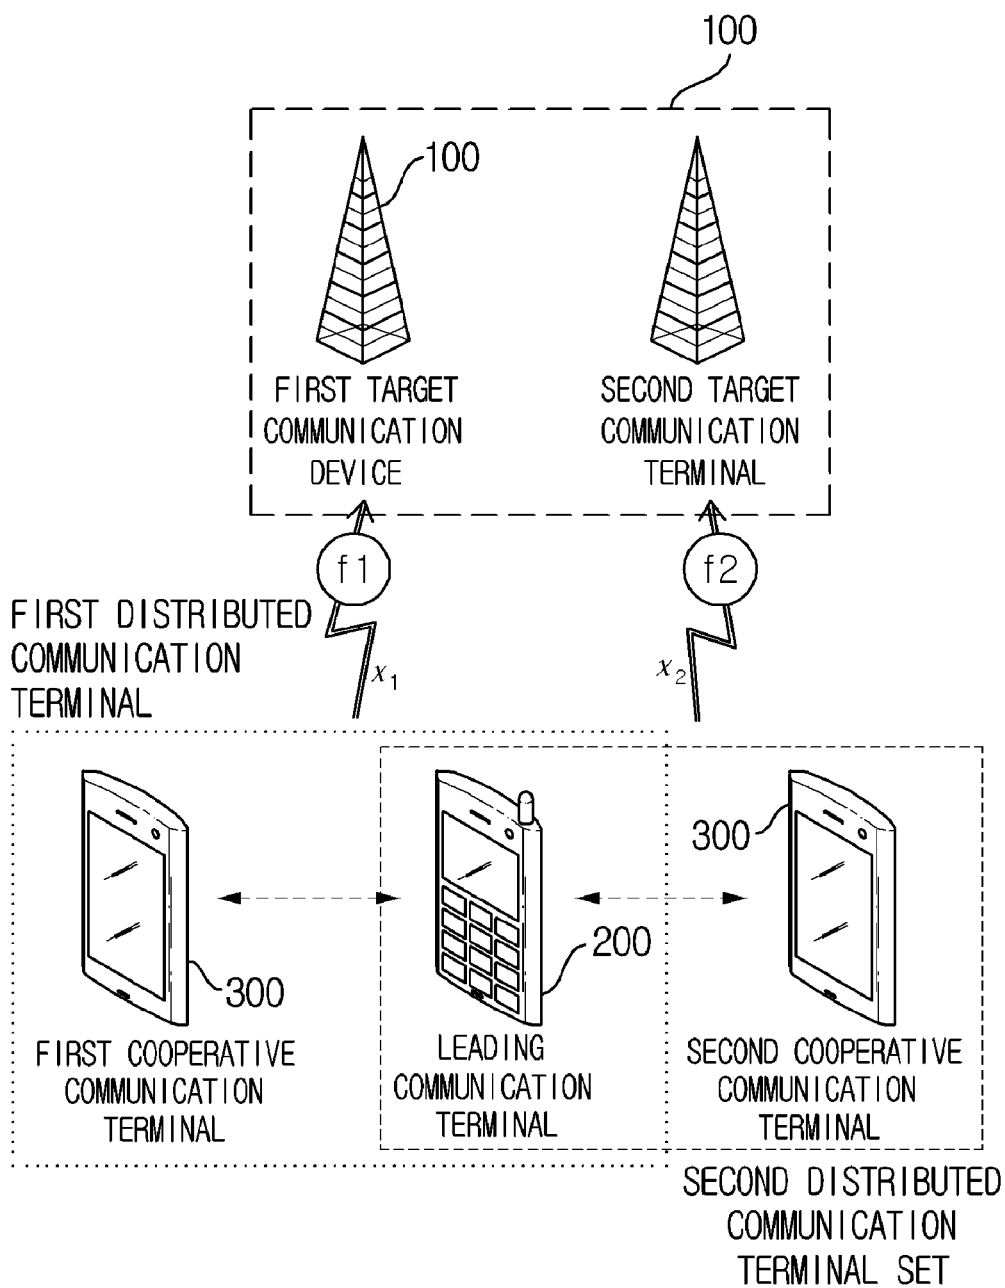 100
100
FIRST TARGET
COMMUNICATION
DEVICE
SECOND TARGET
COMMUNICATION
TERMINAL
f1
f2
FIRST DISTRIBUTED
COMMUNICATION
TERMINAL
x₁
x₂
300
200
300
FIRST COOPERATIVE
COMMUNICATION
TERMINAL
LEADING
COMMUNICATION
TERMINAL
SECOND COOPERATIVE
COMMUNICATION
TERMINAL
SECOND DISTRIBUTED
COMMUNICATION
TERMINAL SET